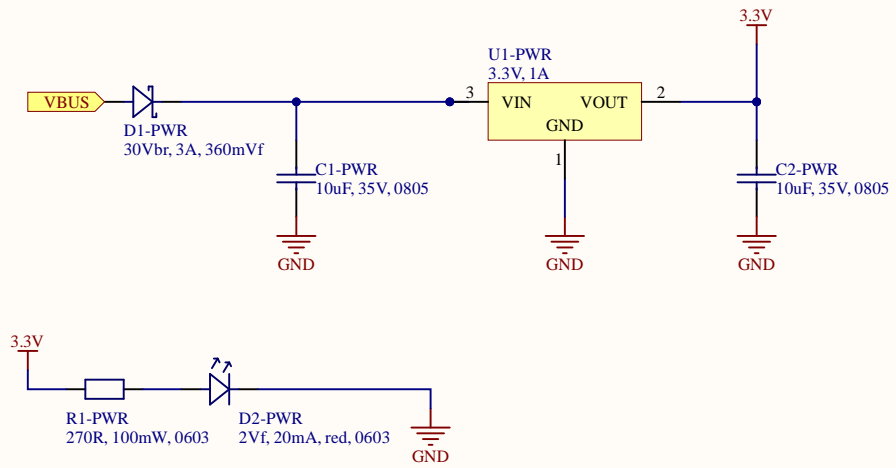 3.3V
U1-PWR
3.3V, 1A
VBUS
3
VIN
VOUT
2
GND
D1-PWR
30Vbr, 3A, 360mVf
1
C1-PWR
10uF, 35V, 0805
C2-PWR
10uF, 35V, 0805
GND
GND
GND
3.3V
R1-PWR
270R, 100mW, 0603
D2-PWR
2Vf, 20mA, red, 0603
GND